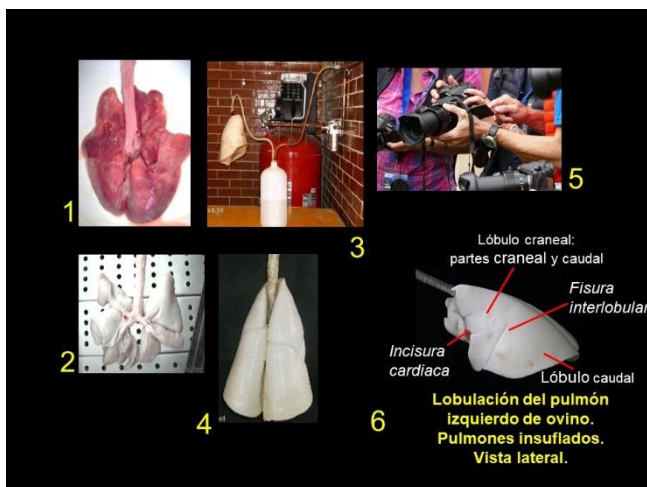 1
2
3
4
5
6
Lóbulo craneal:
partes craneal y caudal
Fisura
interlobular
Incisura
cardiaca
Lóbulo caudal
Lobulación del pulmón
izquierdo de ovino.
Pulmones insuflados.
Vista lateral.